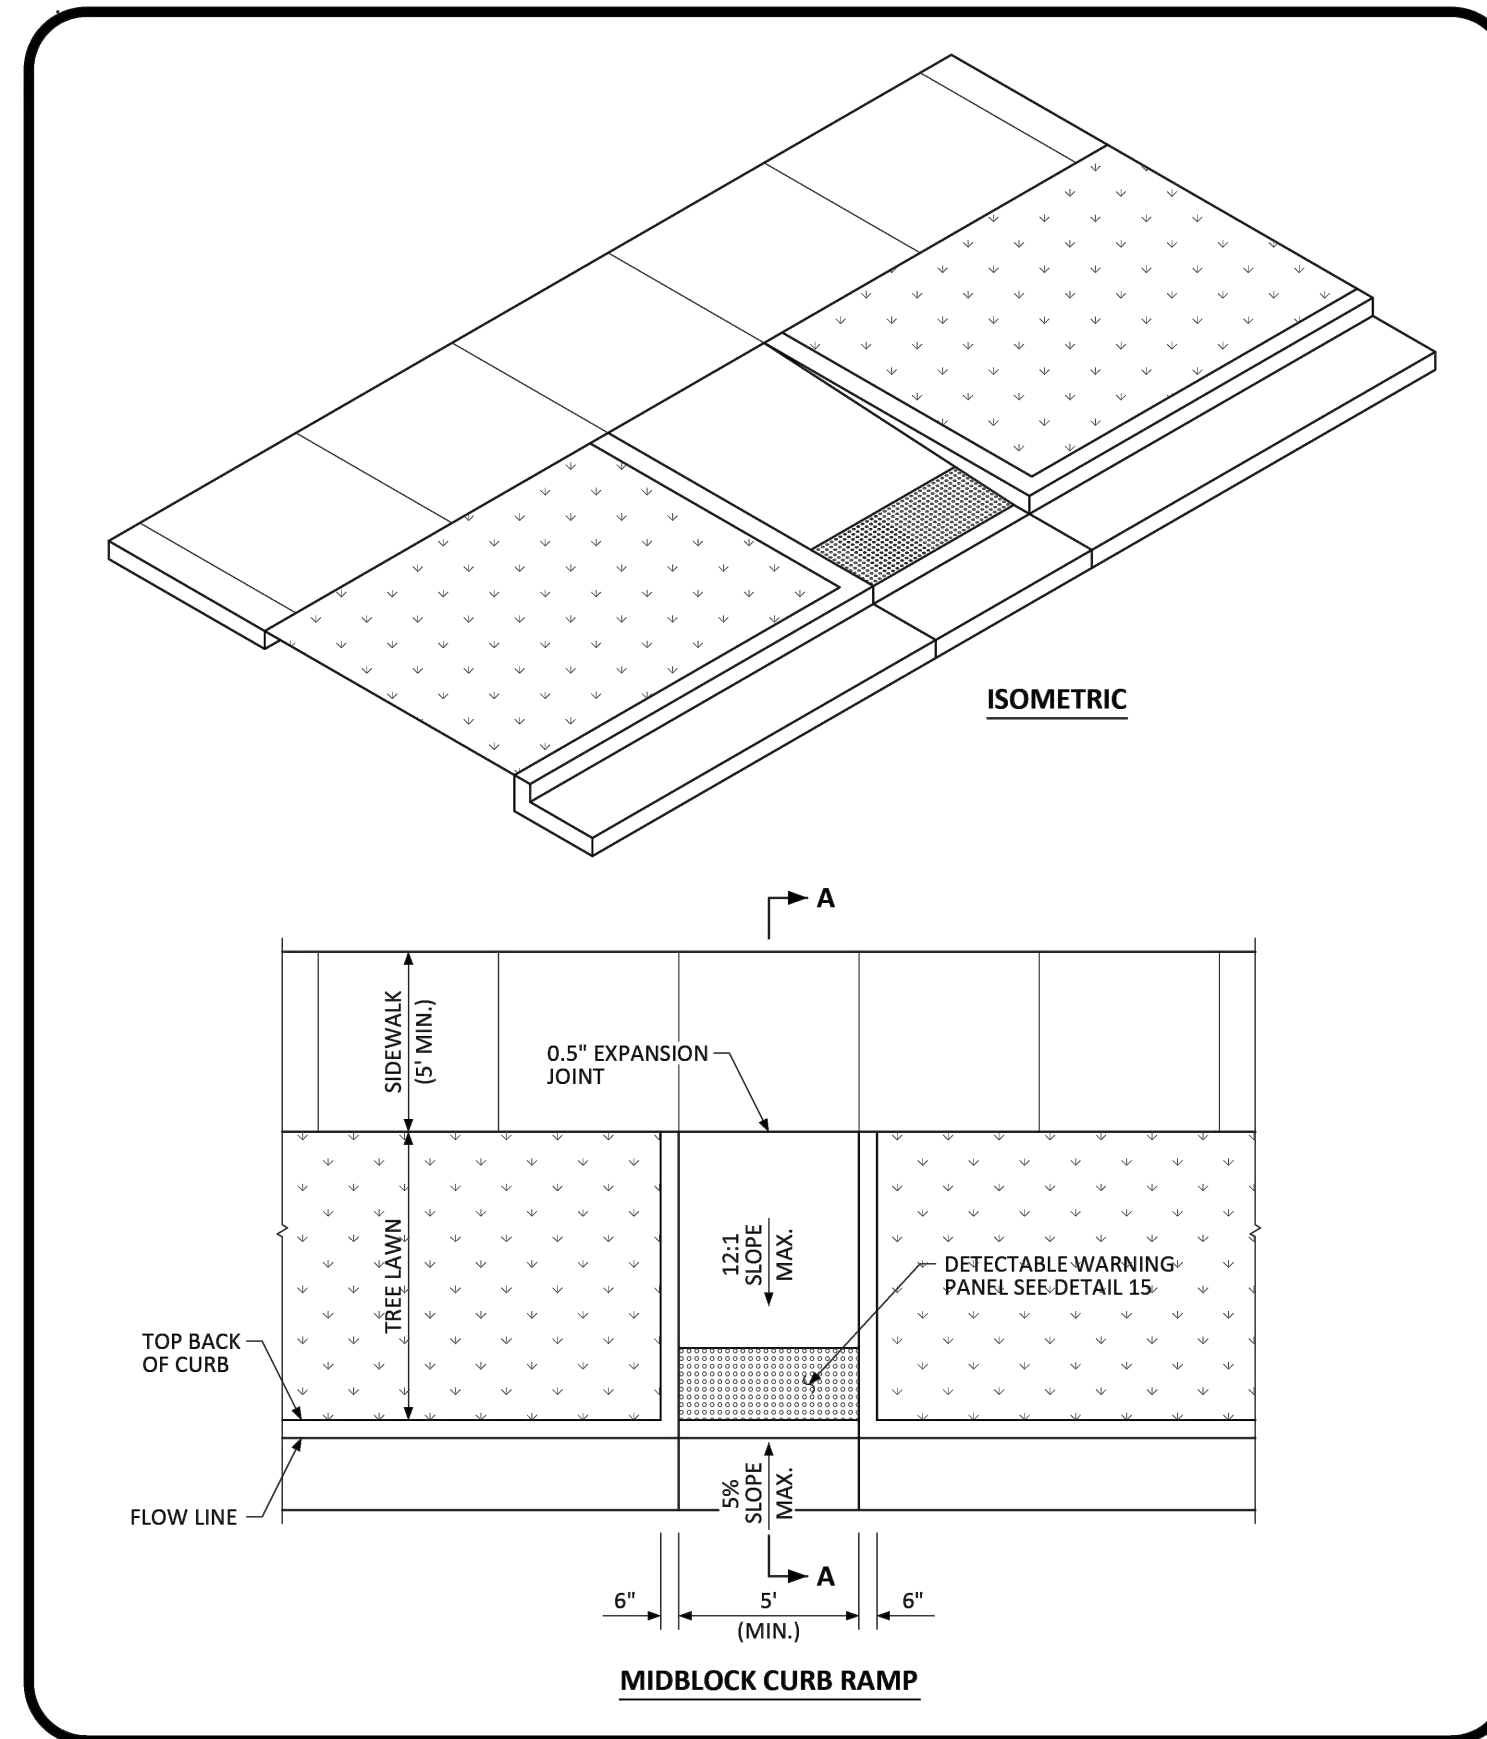 ISOMETRIC
A
SIDEWALK
(5' MIN.)
0.5" EXPANSION
JOINT
TREE LAWN
12:1
SLOPE
MAX.
DETECTABLE WARNING
PANEL SEE DETAIL 15
TOP BACK
OF CURB
FLOW LINE
5%
SLOPE
MAX.
A
6"
5'
(MIN.)
6"
MIDBLOCK CURB RAMP